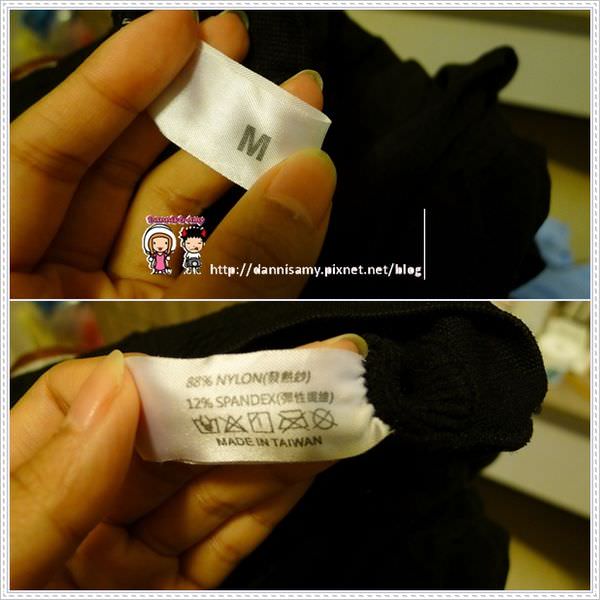 M
http://dannisamy.pixnet.net/blog
88% NYLON(發熱紗)
12% SPANDEX(彈性纖維)
MADE IN TAIWAN